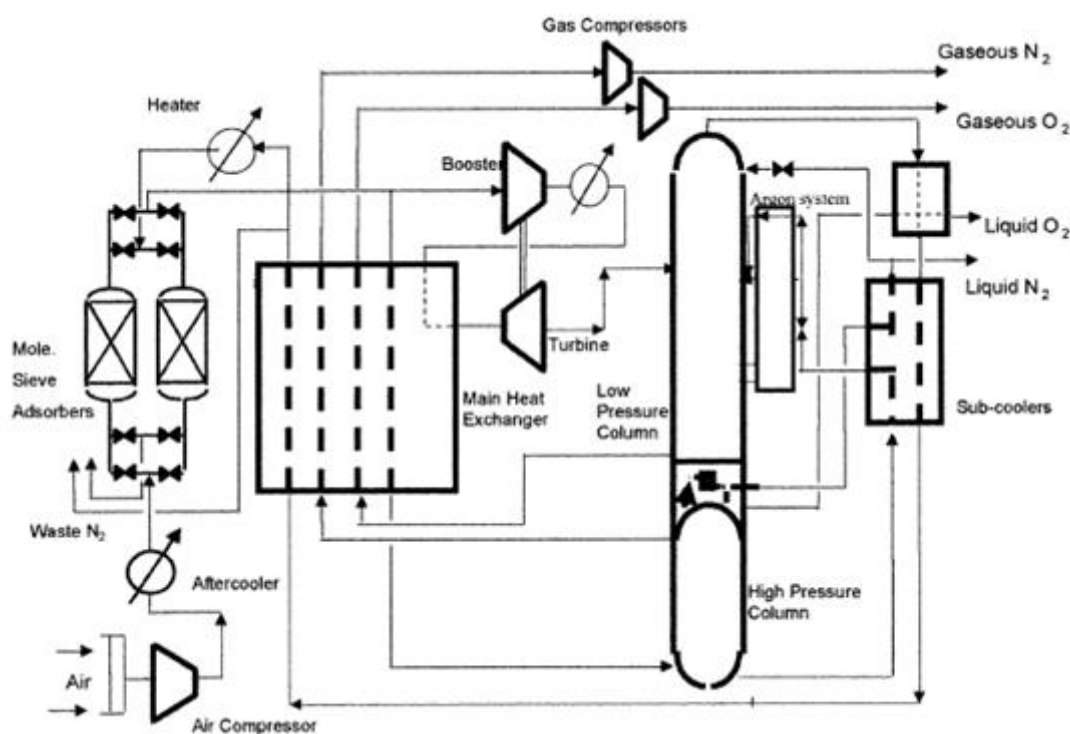 Gas Compressors
Gaseous N2
Gaseous O2
Heater
Booster
Argon system
Liquid O2
Liquid N2
Turbine
Mole.
Sieve
Adsorbers
Main Heat
Exchanger
Low
Pressure
Column
Sub-coolers
Waste N2
Aftercooler
High Pressure
Column
Air
Air Compressor